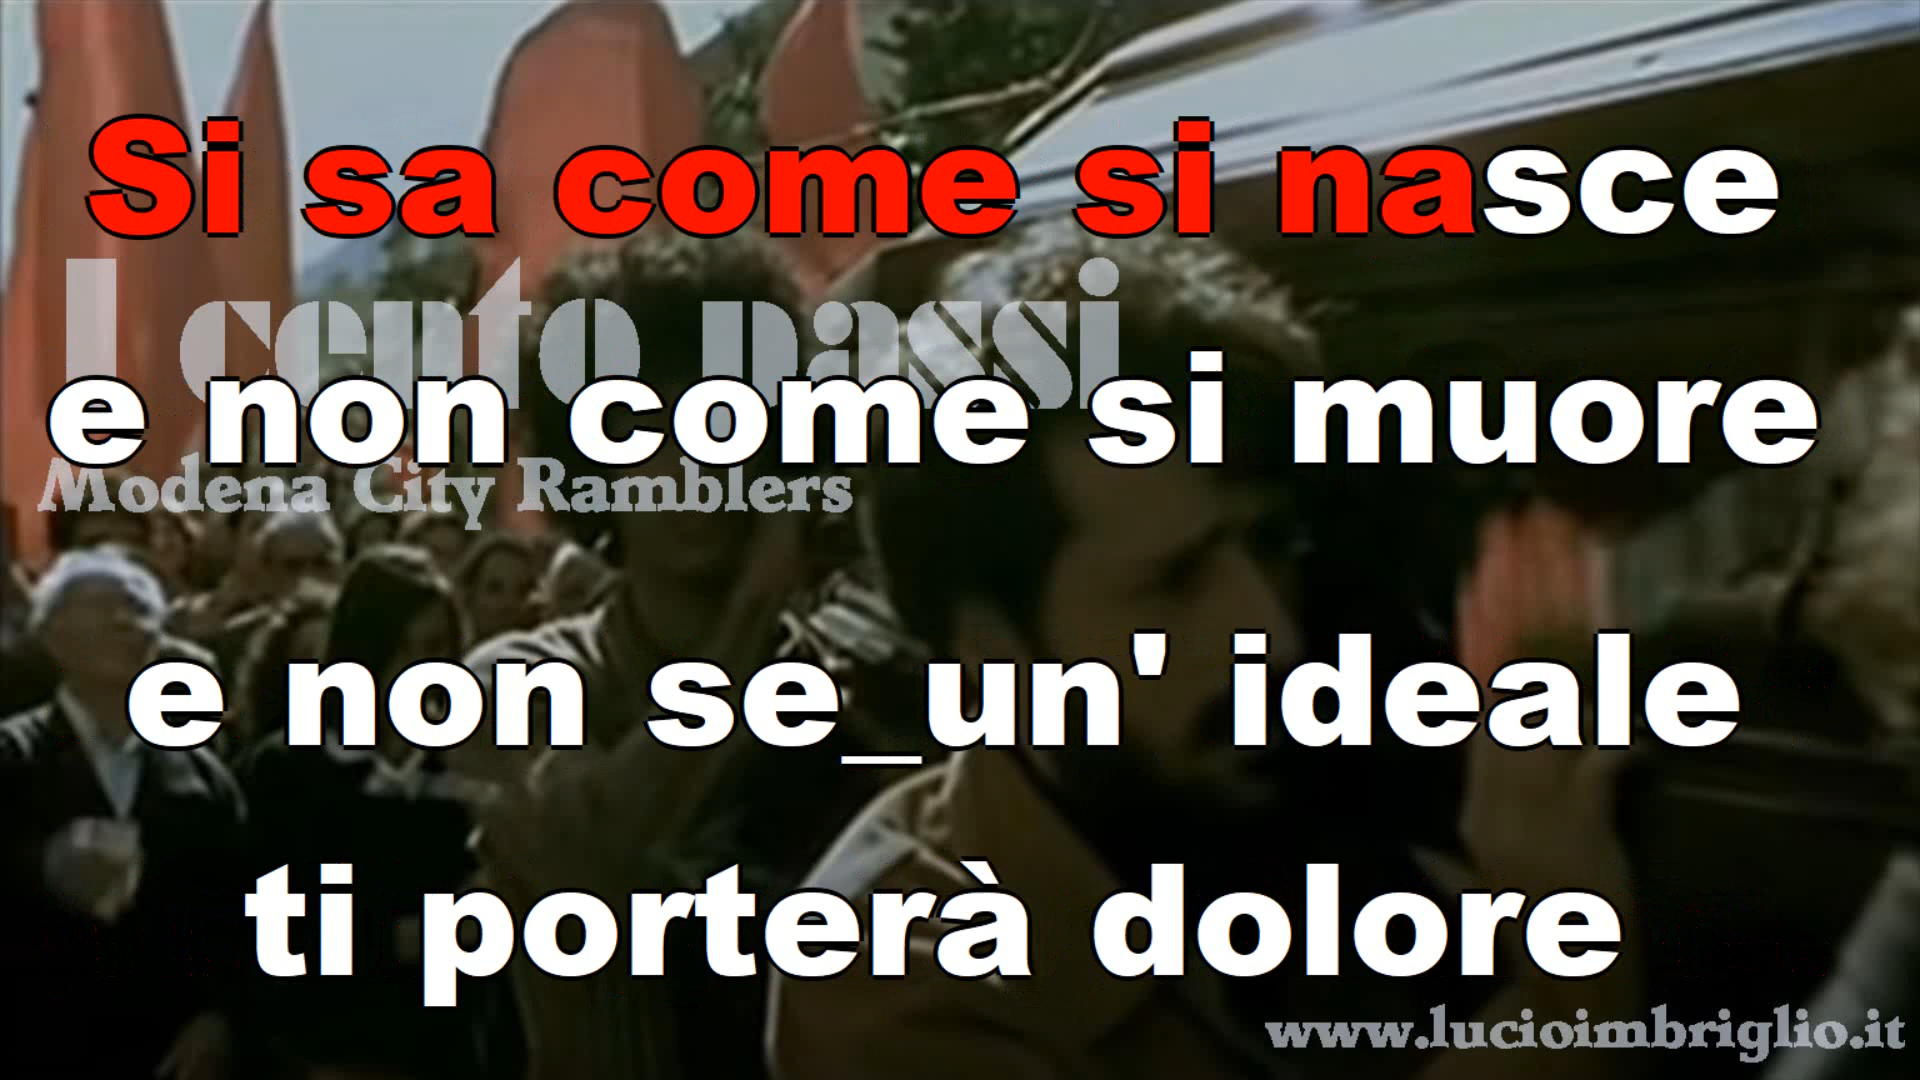 Si sa come si nasce
I cento passi
e non come si muore
Modena City Ramblers
e non se_un' ideale
ti porterà dolore
www.lucioimbriglio.it